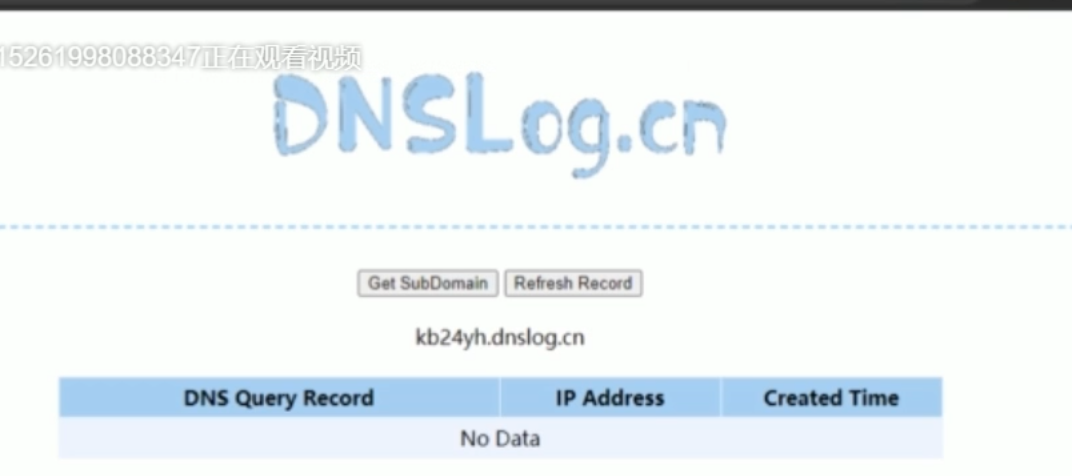 15261998088347正在观看视频
DNSLog.cn
Get SubDomain Refresh Record
kb24yh.dnslog.cn
DNS Query Record IP Address Created Time
No Data